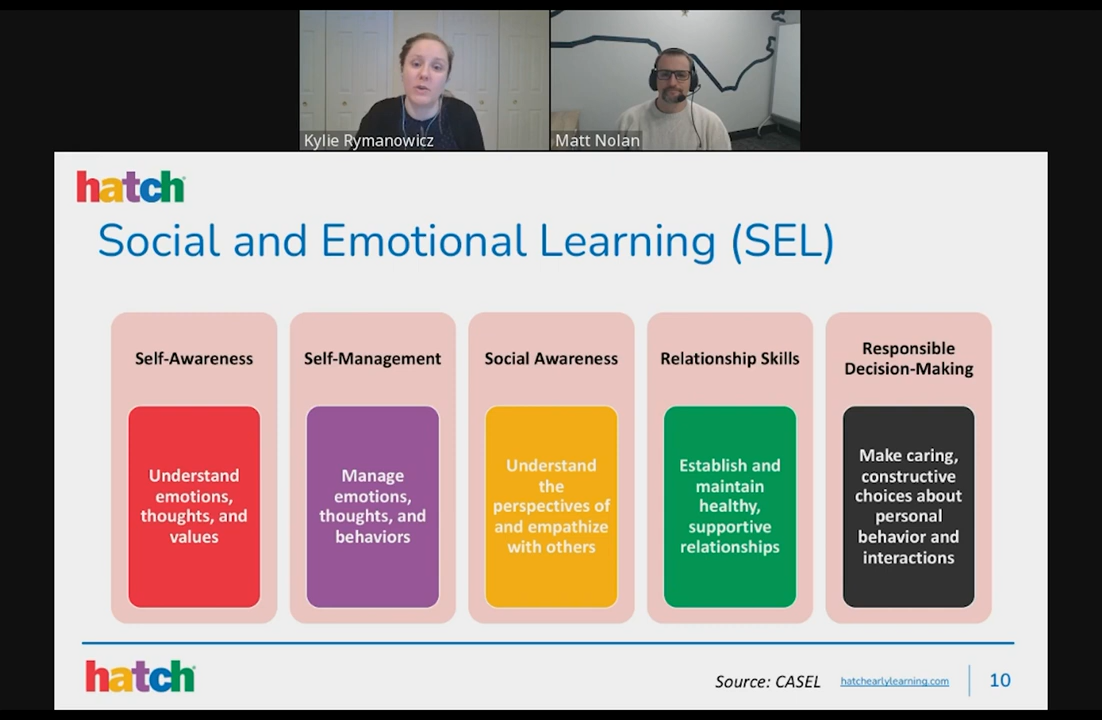 Kylie Rymanowicz
Matt Nolan
hatch
Social and Emotional Learning (SEL)
Self-Awareness
Understand
emotions,
thoughts, and
values
Self-Management
Manage
emotions,
thoughts, and
behaviors
Social Awareness
Understand
the
perspectives of
and empathize
with others
Relationship Skills
Establish and
maintain
healthy,
supportive
relationships
Responsible
Decision-Making
Make caring,
constructive
choices about
personal
behavior and
interactions
hatch
Source: CASEL
hatchearlylearning.com
10